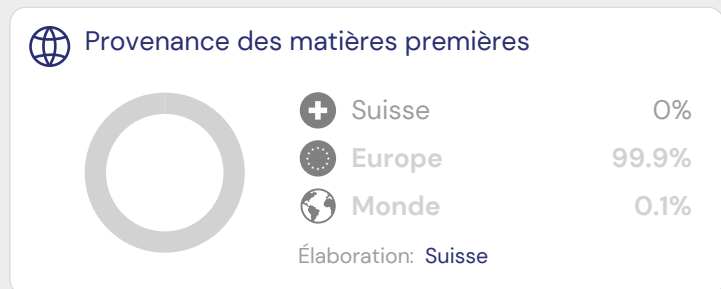 Provenance des matières premières
Suisse 0%
Europe 99.9%
Monde 0.1%
Élaboration: Suisse